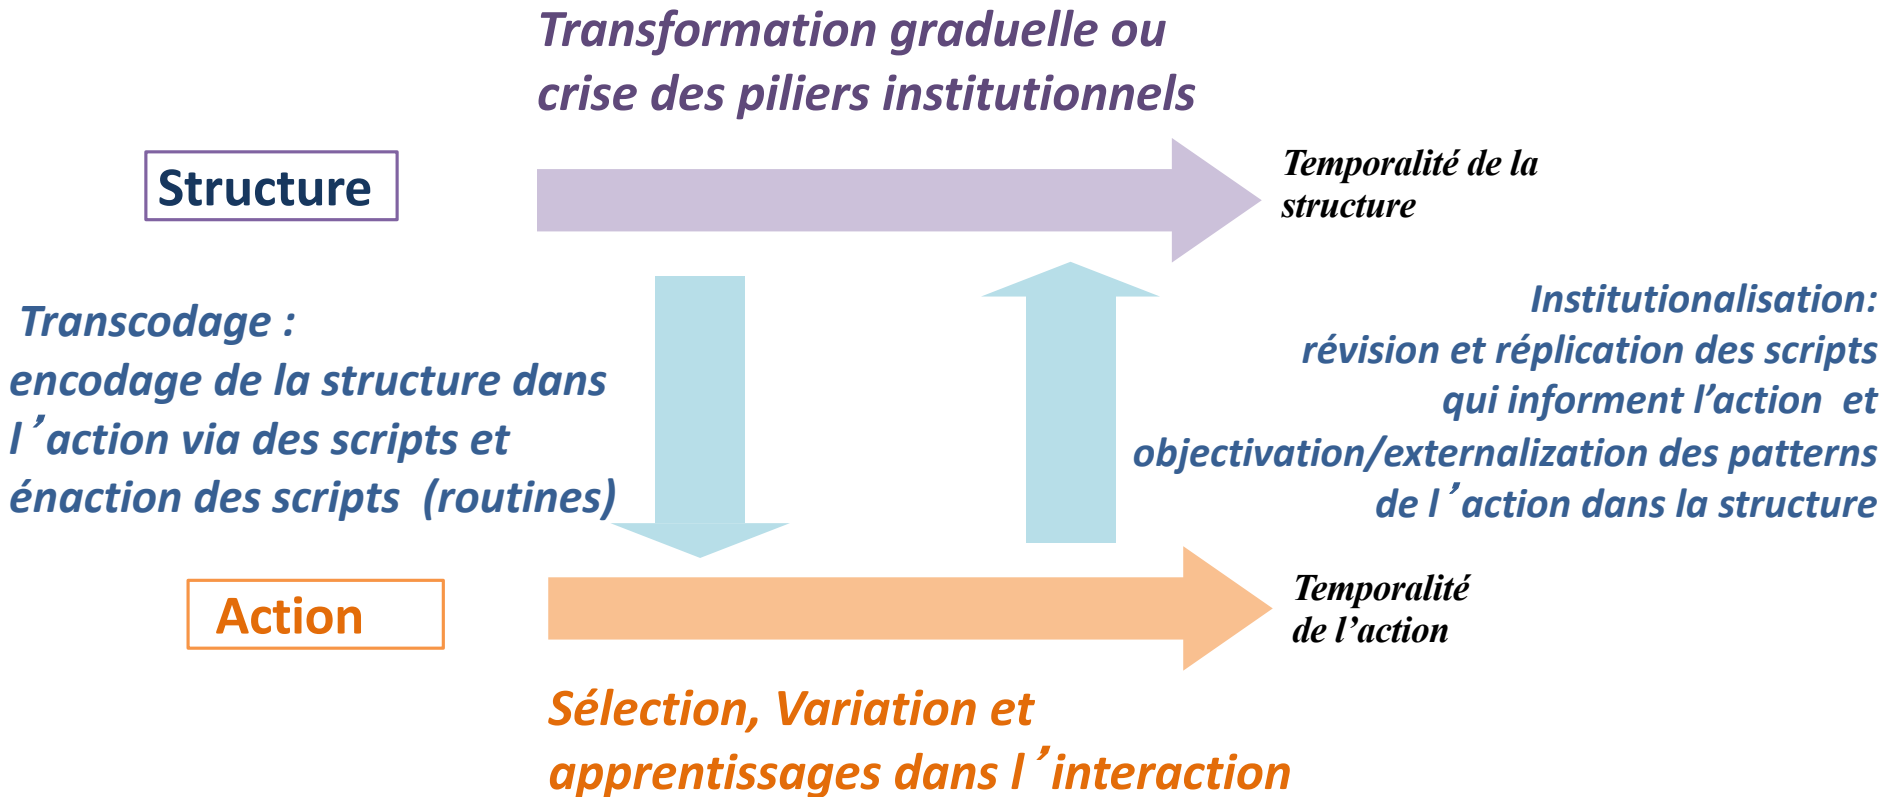 Transformation graduelle ou
crise des piliers institutionnels
Structure
Temporalité de la
structure
Transcodage :
encodage de la structure dans
l’action via des scripts et
énaction des scripts (routines)
Institutionalisation:
révision et réplication des scripts
qui informent l’action et
objectivation/externalization des patterns
de l’action dans la structure
Action
Temporalité
de l’action
Sélection, Variation et
apprentissages dans l’interaction